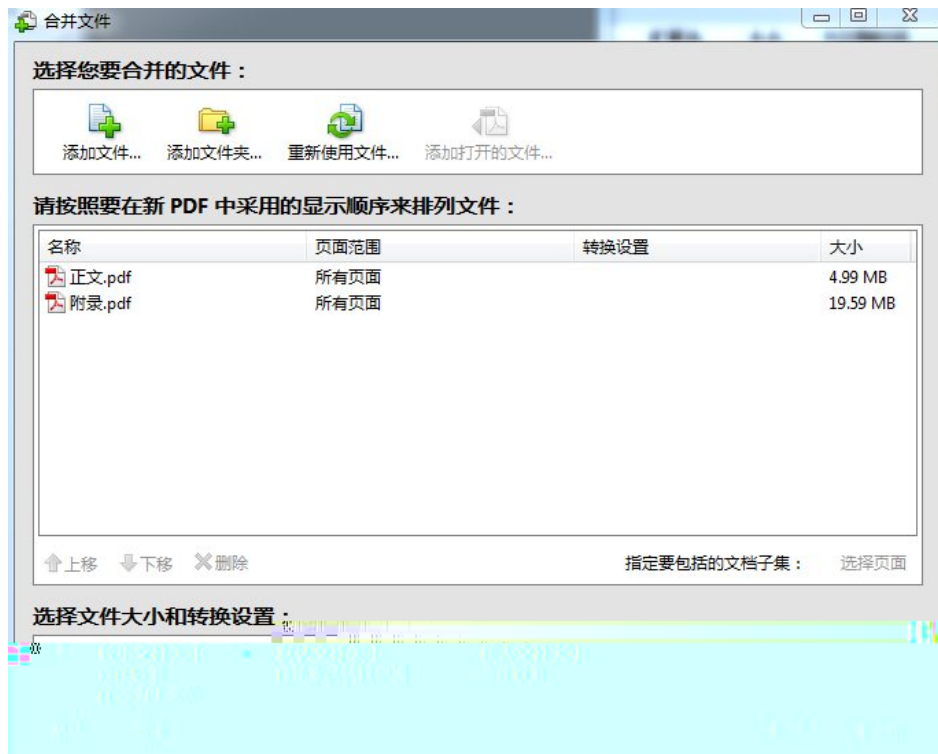 合并文件
选择您要合并的文件：
添加文件... 添加文件夹... 重新使用文件... 添加打开的文件...
请按照要在新 PDF 中采用的显示顺序来排列文件：
名称 页面范围 转换设置 大小
正文.pdf 所有页面 4.99 MB
附录.pdf 所有页面 19.59 MB
上移 下移 删除 指定要包括的文档子集： 选择页面
选择文件大小和转换设置：